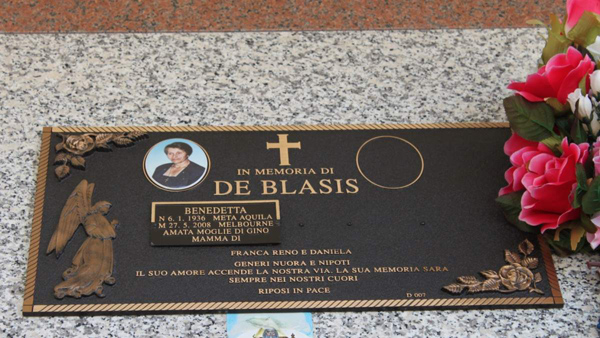 IN MEMORIA DI
DE BLASIS
BENEDETTA
N 6. 1. 1936 META AQUILA
M 27. 5. 2008 MELBOURNE
AMATA MOGLIE DI GINO
MAMMA DI
FRANCA RENO E DANIELA
GENERI NUORA E NIPOTI
IL SUO AMORE ACCENDE LA NOSTRA VIA. LA SUA MEMORIA SARA
SEMPRE NEI NOSTRI CUORI
RIPOSI IN PACE
D 007